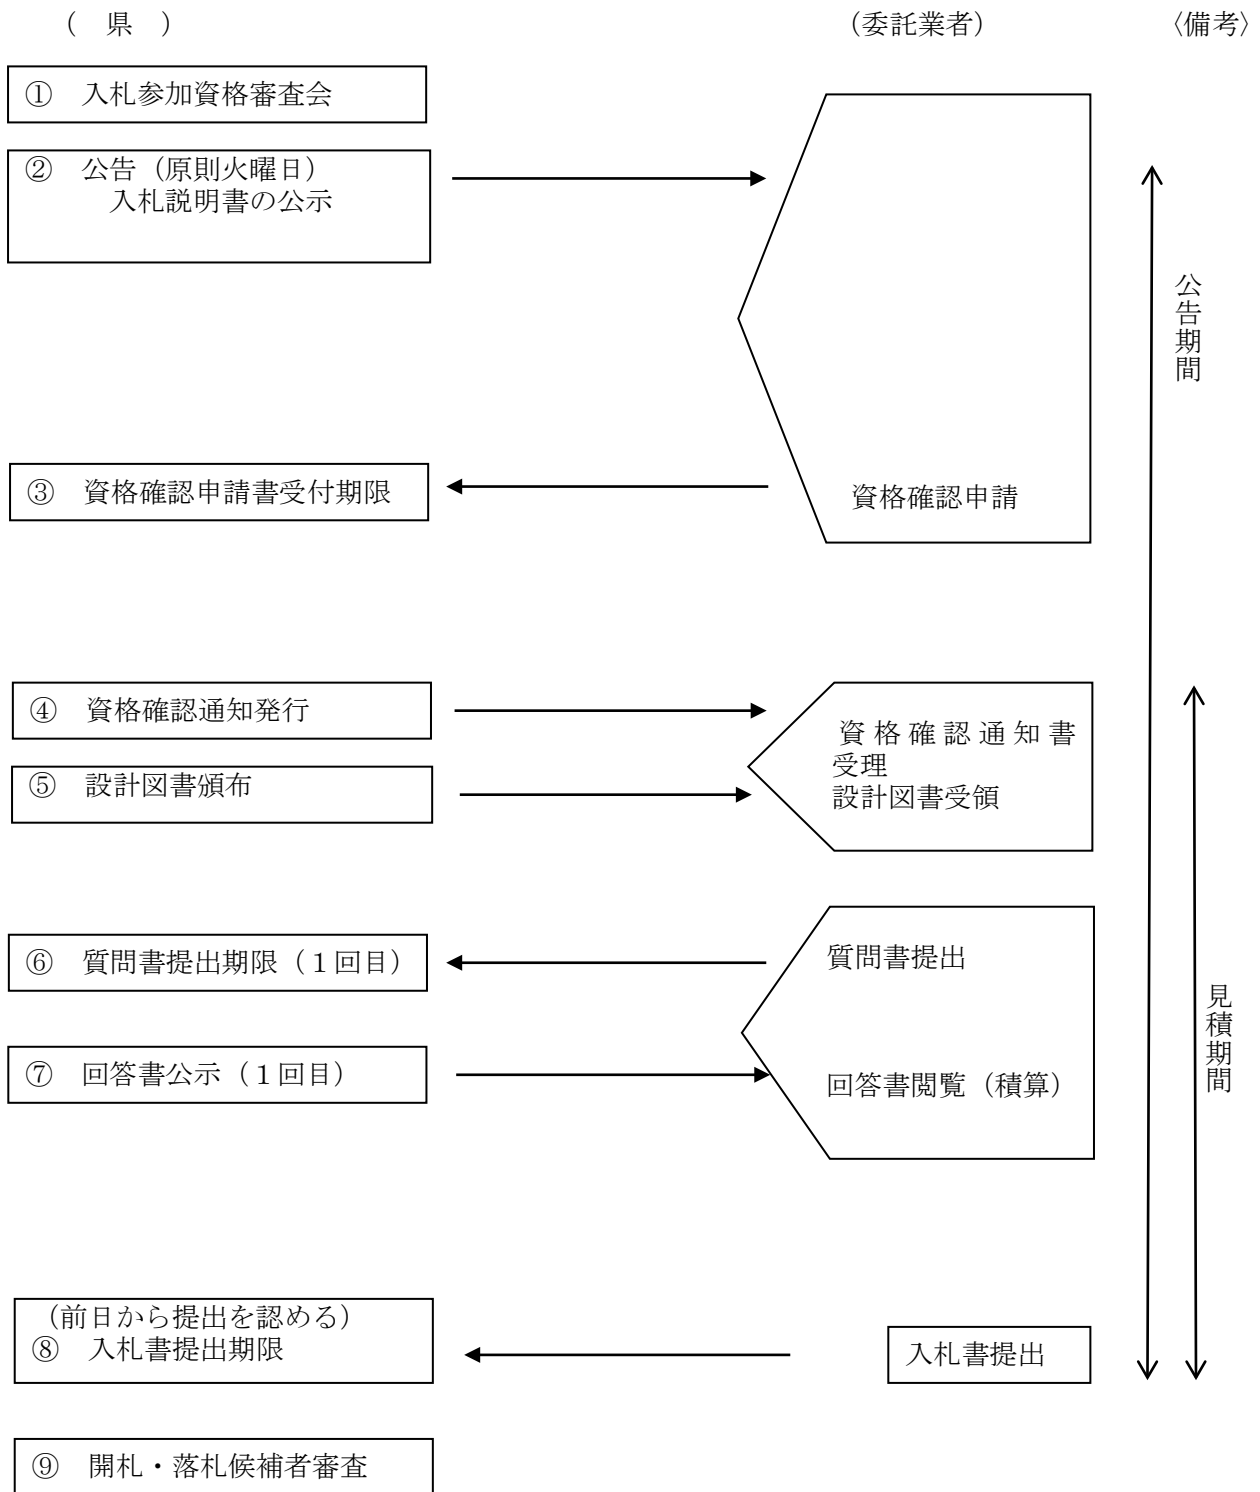 （　県　）
（委託業者）
〈備考〉
①　入札参加資格審査会
②　公告（原則火曜日）
入札説明書の公示
公告期間
③　資格確認申請書受付期限
資格確認申請
④　資格確認通知発行
資格確認通知書
受理
⑤　設計図書頒布
設計図書受領
⑥　質問書提出期限（１回目）
質問書提出
見積期間
⑦　回答書公示（１回目）
回答書閲覧（積算）
（前日から提出を認める）
⑧　入札書提出期限
入札書提出
⑨　開札・落札候補者審査